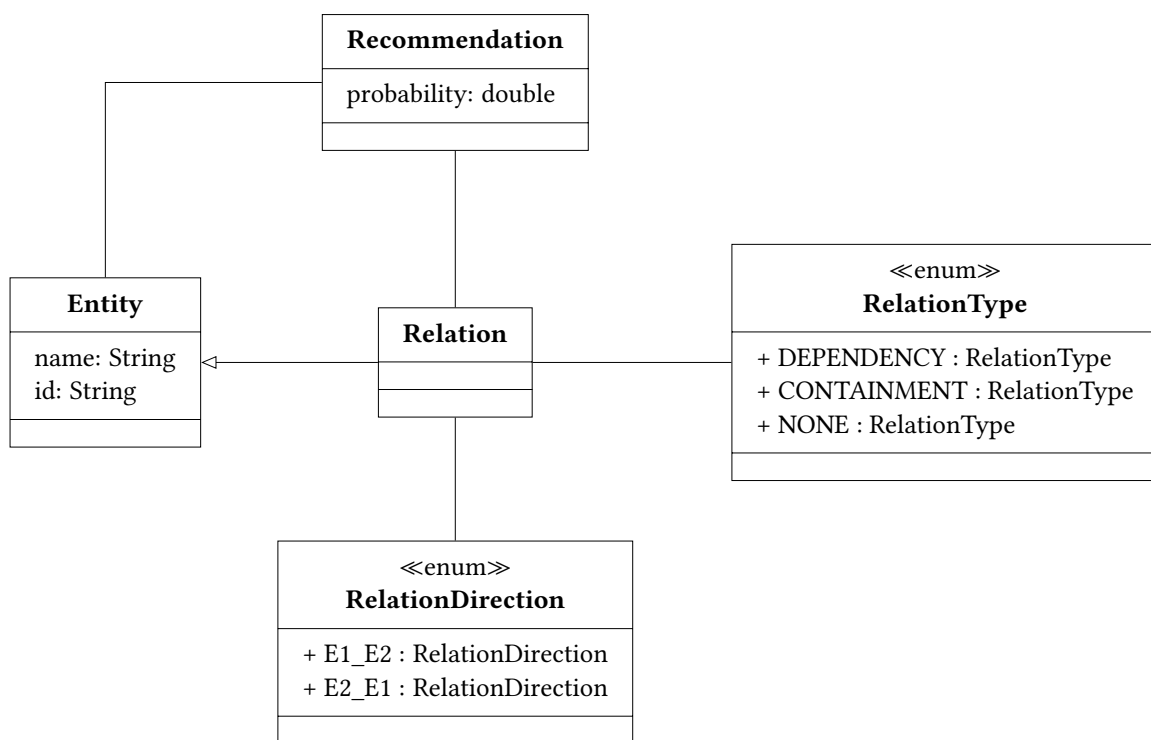 Recommendation
probability: double
Entity
name: String
id: String
Relation
≪enum≫
RelationType
+ DEPENDENCY : RelationType
+ CONTAINMENT : RelationType
+ NONE : RelationType
≪enum≫
RelationDirection
+ E1_E2 : RelationDirection
+ E2_E1 : RelationDirection